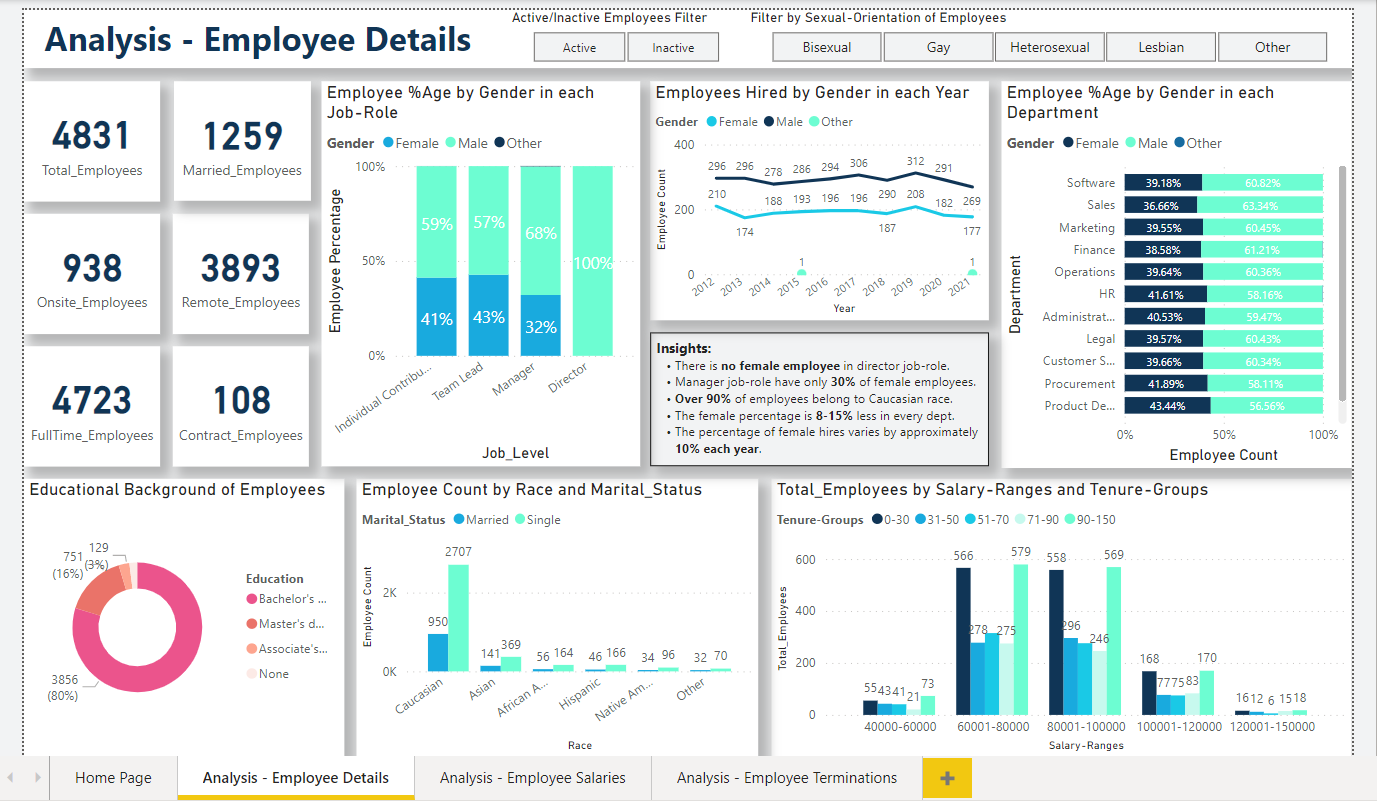 Analysis - Employee Details
Active/Inactive Employees Filter
Active
Inactive
Filter by Sexual-Orientation of Employees
Bisexual
Gay
Heterosexual
Lesbian
Other
4831
Total_Employees
1259
Married_Employees
938
Onsite_Employees
3893
Remote_Employees
4723
FullTime_Employees
108
Contract_Employees
Employee %Age by Gender in each
Job-Role
Gender Female Male Other
Employee Percentage
100%
50%
0%
59%
57%
68%
100%
41%
43%
32%
Individual Contribu...
Team Lead
Manager
Director
Job_Level
Employees Hired by Gender in each Year
Gender Female Male Other
Employee Count
400
200
0
296 296 278 286 294 306 290 312 291 269
210 174 188 193 196 196 187 208 182 177
1 1
2012 2013 2014 2015 2016 2017 2018 2019 2020 2021
Year
Insights:
• There is no female employee in director job-role.
• Manager job-role have only 30% of female employees.
• Over 90% of employees belong to Caucasian race.
• The female percentage is 8-15% less in every dept.
• The percentage of female hires varies by approximately
10% each year.
Employee %Age by Gender in each
Department
Gender Female Male Other
Department
Software 39.18% 60.82%
Sales 36.66% 63.34%
Marketing 39.55% 60.45%
Finance 38.58% 61.21%
Operations 39.64% 60.36%
HR 41.61% 58.16%
Administrat... 40.53% 59.47%
Legal 39.57% 60.43%
Customer S... 39.66% 60.34%
Procurement 41.89% 58.11%
Product De... 43.44% 56.56%
0% 50% 100%
Employee Count
Educational Background of Employees
129
(3%)
751
(16%)
3856
(80%)
Education
Bachelor's ...
Master's d...
Associate's...
None
Employee Count by Race and Marital_Status
Marital_Status Married Single
Employee Count
2K
0K
950 2707
141 369
56 164
46 166
34 96
32 70
Caucasian
Asian
African A...
Hispanic
Native Am...
Other
Race
Total_Employees by Salary-Ranges and Tenure-Groups
Tenure-Groups 0-30 31-50 51-70 71-90 90-150
Total_Employees
600
400
200
0
55 43 41 21 73
566 278 275 579
558 296 246 569
168 77 75 83 170
16 12 6 15 18
40000-60000 60001-80000 80001-100000 100001-120000 120001-150000
Salary-Ranges
Home Page
Analysis - Employee Details
Analysis - Employee Salaries
Analysis - Employee Terminations
+